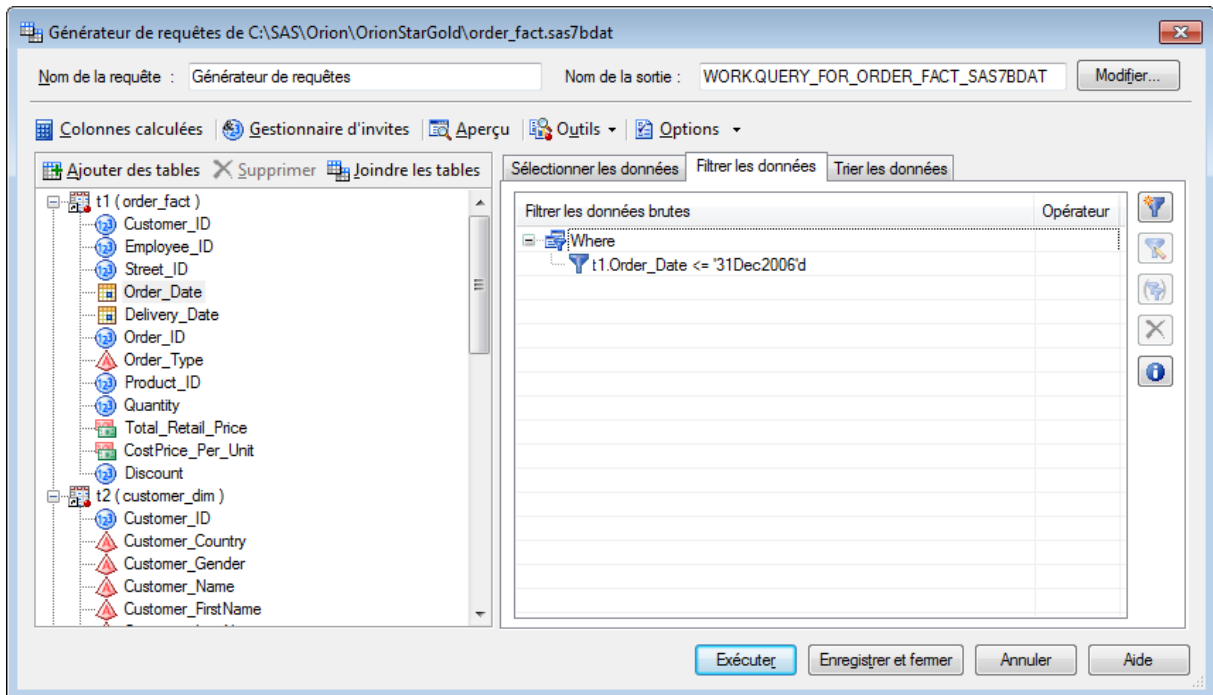 Générateur de requêtes de C:\SAS\Orion\OrionStarGold\order_fact.sas7bdat
Nom de la requête : Générateur de requêtes Nom de la sortie : WORK.QUERY_FOR_ORDER_FACT_SAS7BDAT Modifier...
Colonnes calculées Gestionnaire d'invites Aperçu Outils Options
Ajouter des tables Supprimer Joindre les tables
t1 ( order_fact )
Customer_ID
Employee_ID
Street_ID
Order_Date
Delivery_Date
Order_ID
Order_Type
Product_ID
Quantity
Total_Retail_Price
CostPrice_Per_Unit
Discount
t2 ( customer_dim )
Customer_ID
Customer_Country
Customer_Gender
Customer_Name
Customer_FirstName
Sélectionner les données Filtrer les données Trier les données
Filtrer les données brutes Opérateur
Where
t1.Order_Date <= '31Dec2006'd
Exécuter Enregistrer et fermer Annuler Aide